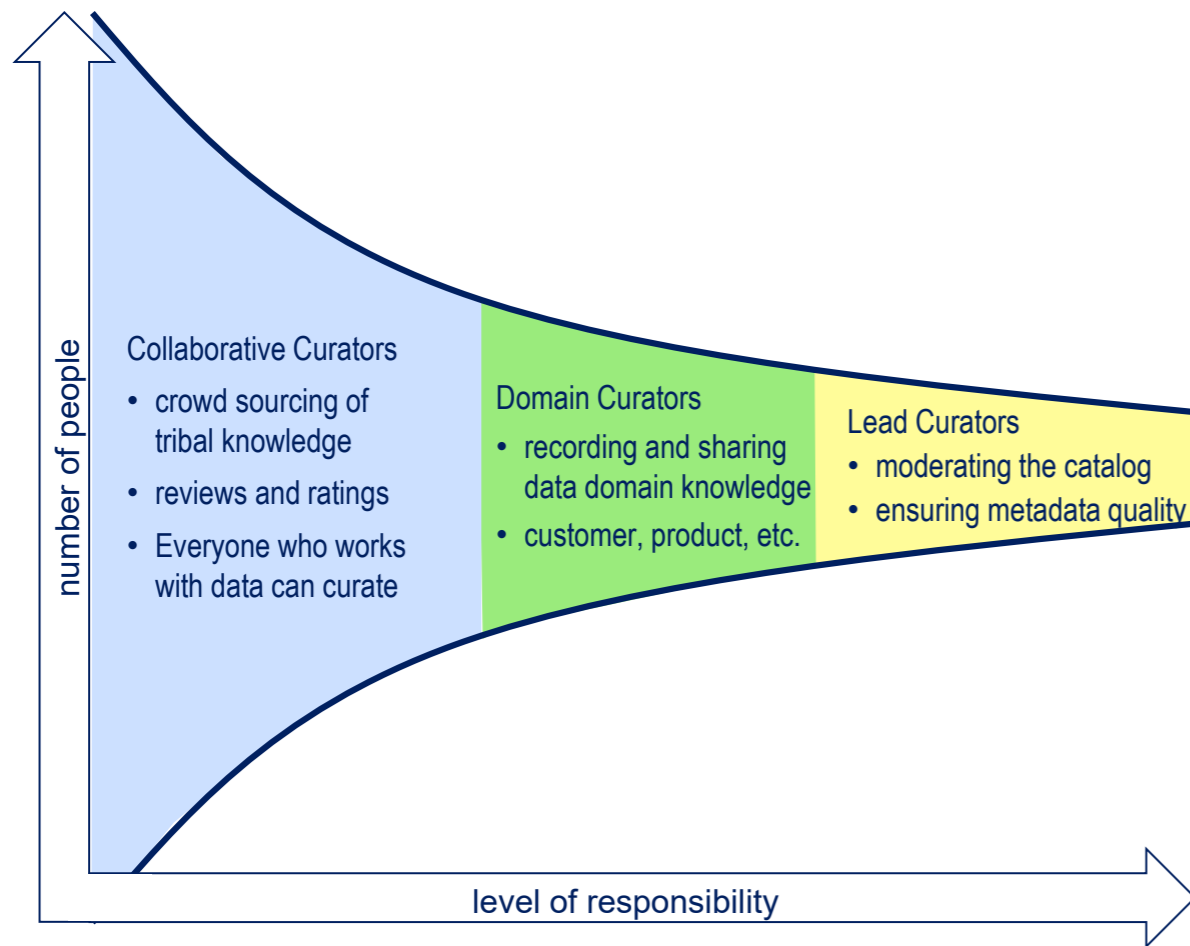 number of people
Collaborative Curators
• crowd sourcing of
tribal knowledge
• reviews and ratings
• Everyone who works
with data can curate
Domain Curators
• recording and sharing
data domain knowledge
• customer, product, etc.
Lead Curators
• moderating the catalog
• ensuring metadata quality
level of responsibility